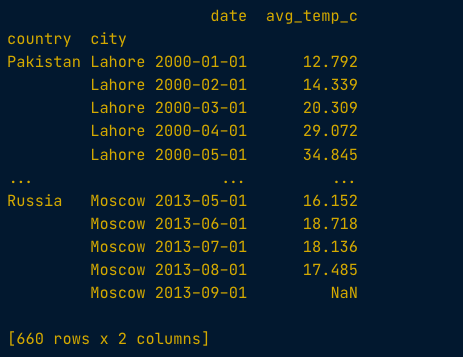 date  avg_temp_c
country  city
Pakistan Lahore 2000-01-01      12.792
         Lahore 2000-02-01      14.339
         Lahore 2000-03-01      20.309
         Lahore 2000-04-01      29.072
         Lahore 2000-05-01      34.845
...                    ...         ...
Russia   Moscow 2013-05-01      16.152
         Moscow 2013-06-01      18.718
         Moscow 2013-07-01      18.136
         Moscow 2013-08-01      17.485
         Moscow 2013-09-01         NaN
[660 rows x 2 columns]